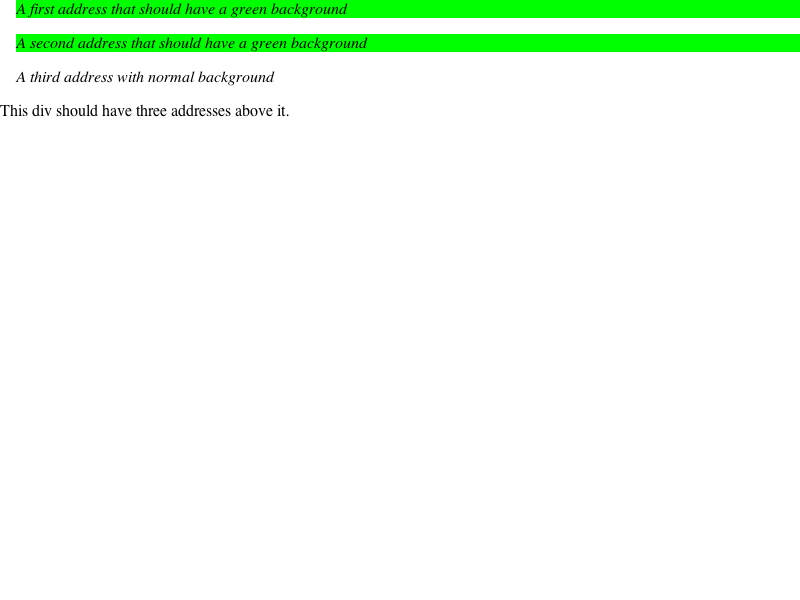 A first address that should have a green background
A second address that should have a green background
A third address with normal background
This div should have three addresses above it.